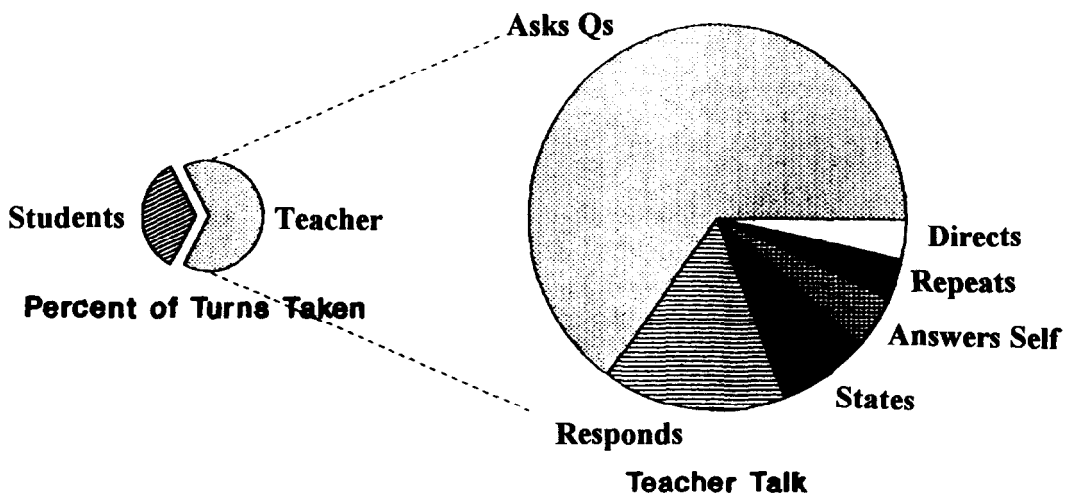 Asks Qs
Students
Teacher
Percent of Turns Taken
Directs
Repeats
Answers Self
States
Responds
Teacher Talk